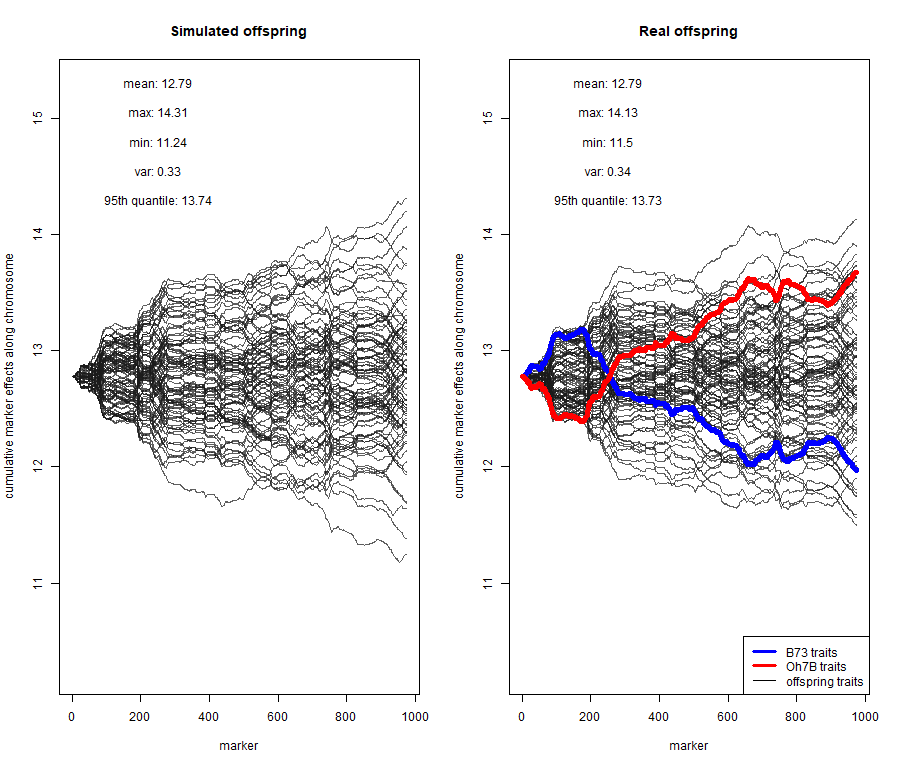 Simulated offspring
mean: 12.79
max: 14.31
min: 11.24
var: 0.33
95th quantile: 13.74
cumulative marker effects along chromosome
15
14
13
12
11
0 200 400 600 800 1000
marker
Real offspring
mean: 12.79
max: 14.13
min: 11.5
var: 0.34
95th quantile: 13.73
cumulative marker effects along chromosome
15
14
13
12
11
B73 traits
Oh7B traits
offspring traits
0 200 400 600 800 1000
marker